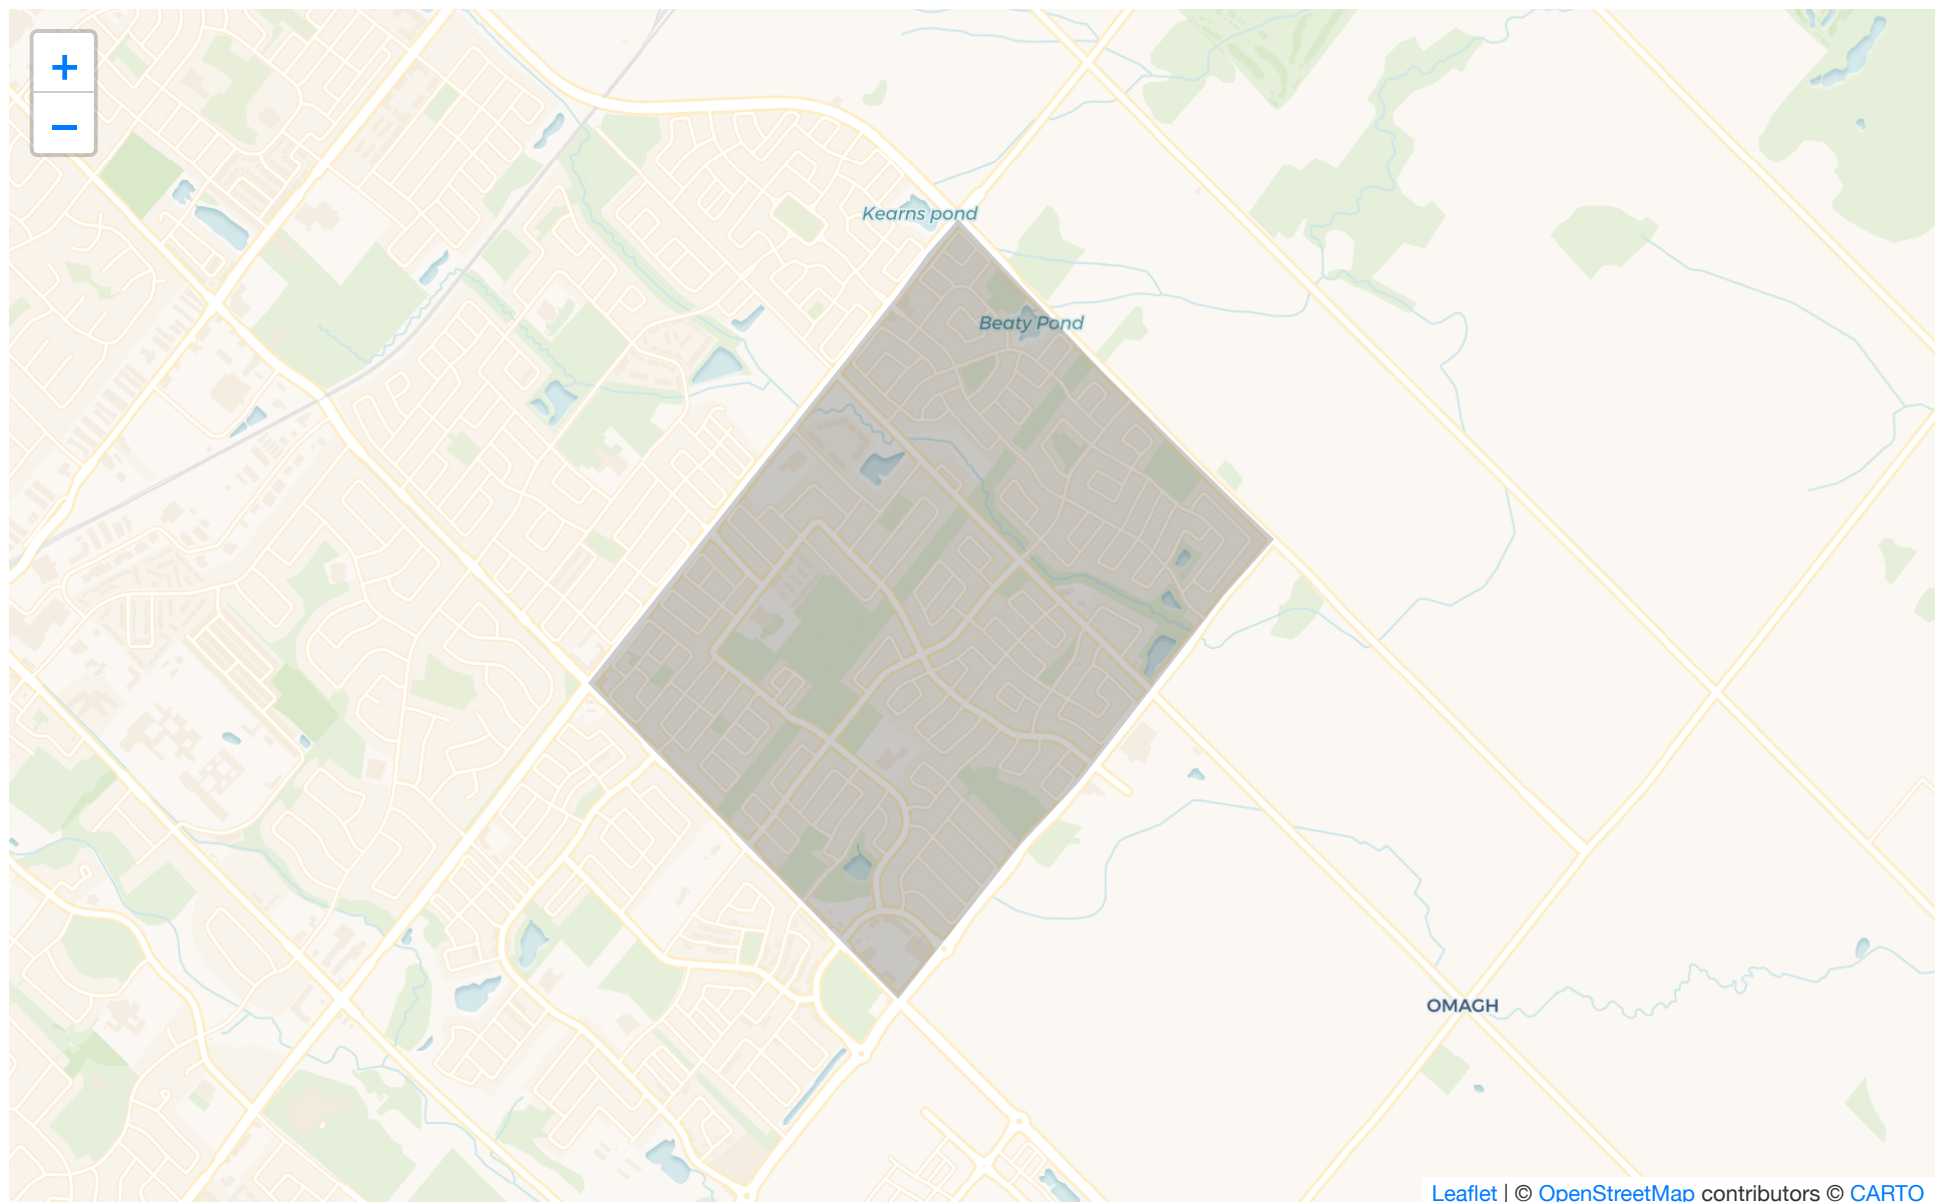 +
−
Kearns pond
Beaty Pond
OMAGH
Leaflet | © OpenStreetMap contributors © CARTO